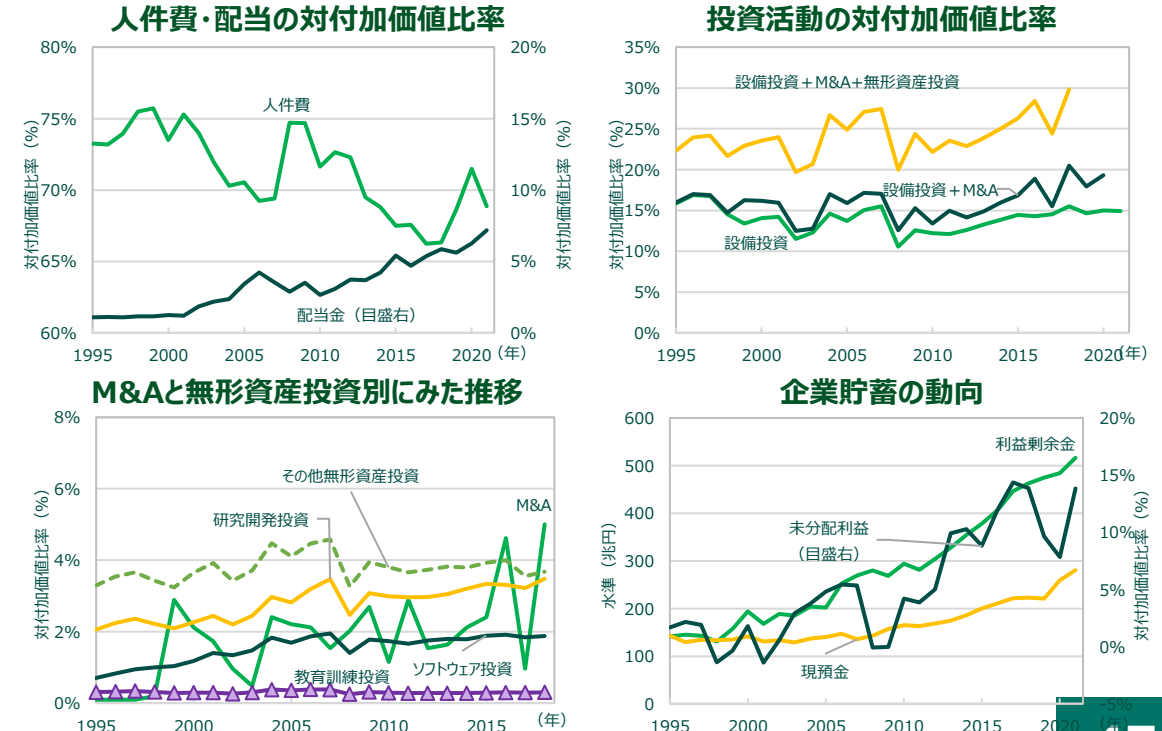 人件費・配当の対付加価値比率
80%
75%
70%
65%
60%
対付加価値比率（%）
20%
15%
10%
5%
0%
対付加価値比率（%）
人件費
配当金（目盛右）
1995
2000
2005
2010
2015
2020
（年）
投資活動の対付加価値比率
35%
30%
25%
20%
15%
10%
5%
0%
対付加価値比率（%）
設備投資＋M&A+無形資産投資
設備投資＋M&A
設備投資
1995
2000
2005
2010
2015
2020
（年）
M&Aと無形資産投資別にみた推移
8%
6%
4%
2%
0%
対付加価値比率（%）
その他無形資産投資
M&A
研究開発投資
ソフトウェア投資
教育訓練投資
1995
2000
2005
2010
2015
（年）
企業貯蓄の動向
600
500
400
300
200
100
0
水準（兆円）
20%
15%
10%
5%
0%
-5%
対付加価値比率（%）
利益剰余金
未分配利益
（目盛右）
現預金
1995
2000
2005
2010
2015
2020
（年）